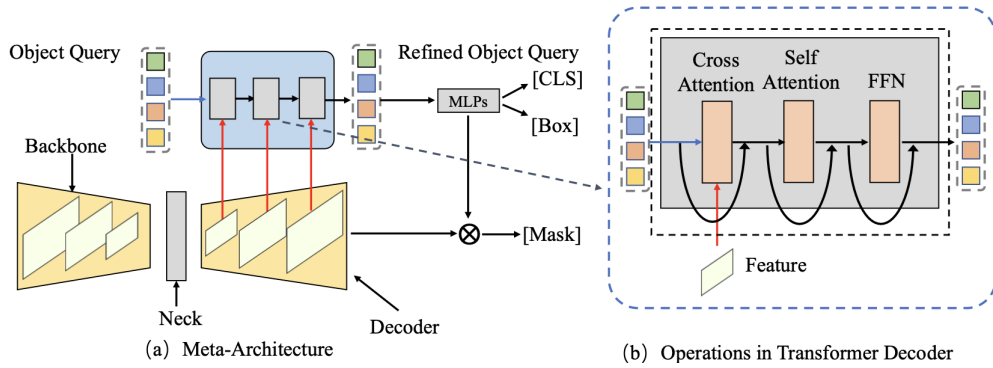 Object Query
Refined Object Query
[CLS]
MLPs
[Box]
Backbone
[Mask]
Neck
Decoder
(a) Meta-Architecture
Cross
Attention
Self
Attention
FFN
Feature
(b) Operations in Transformer Decoder